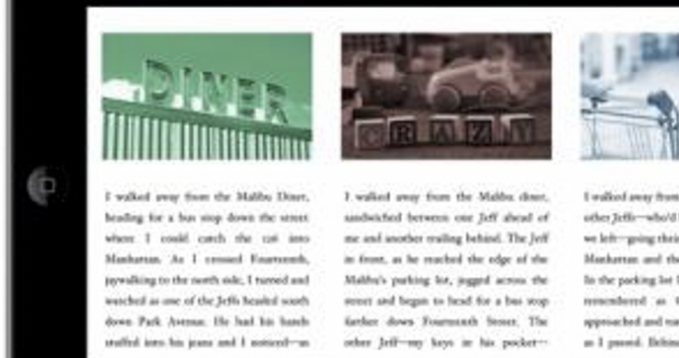 DINER
I walked away from the Malibu Diner,
heading for a bus stop down the street
where I could catch the cut into
Manhattan. As I crossed Fourteenth,
jaywalking to the north side, I turned and
watched as one of the Jeffs headed south
down Park Avenue. He had his hands
stuffed into his jeans and I noticed—as
CRAZY
I walked away from the Malibu diner,
sandwiched between one Jeff ahead of
me and another trailing behind. The Jeff
in front, as he reached the edge of the
Malibu's parking lot, jogged across the
street and began to head for a bus stop
farther down Fourteenth Street. The
other Jeff—my keys in his pocket—
I walked away from
other Jeffs—who'd
we left—going their
Manhattan and the
In the parking lot
remembered as
approached and
as I passed. Behind